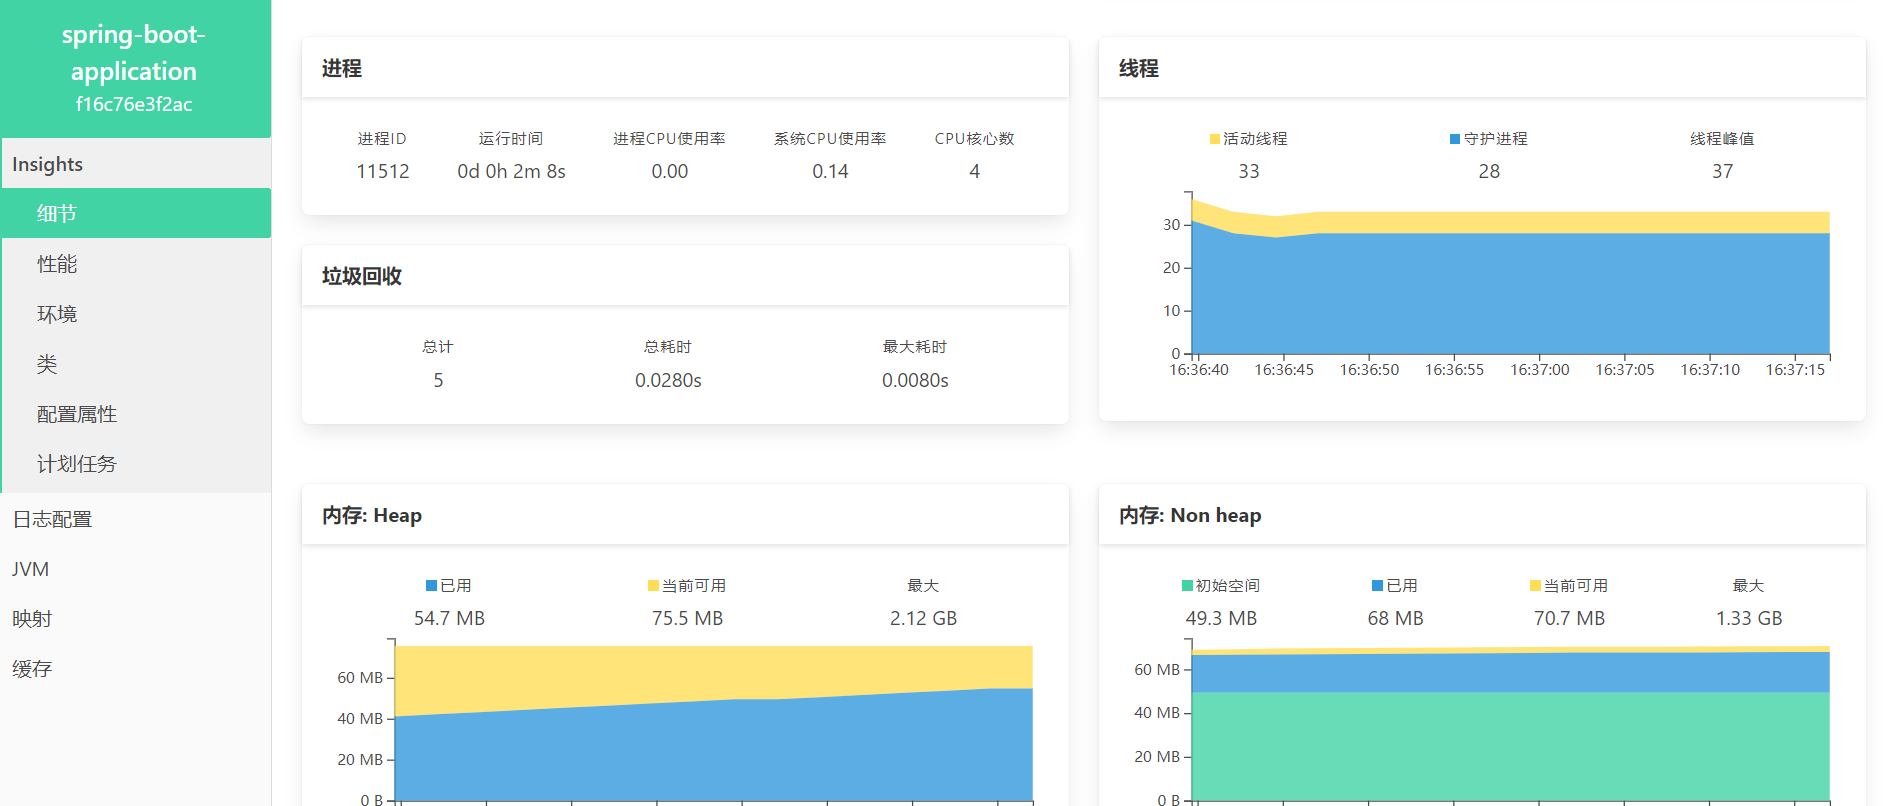 spring-boot-
application
f16c76e3f2ac
Insights
细节
性能
环境
类
配置属性
计划任务
日志配置
JVM
映射
缓存
进程
进程ID 运行时间 进程CPU使用率 系统CPU使用率 CPU核心数
11512 0d 0h 2m 8s 0.00 0.14 4
垃圾回收
总计 总耗时 最大耗时
5 0.0280s 0.0080s
线程
活动线程 守护进程 线程峰值
33 28 37
30
20
10
0
16:36:40 16:36:45 16:36:50 16:36:55 16:37:00 16:37:05 16:37:10 16:37:15
内存: Heap
已用 当前可用 最大
54.7 MB 75.5 MB 2.12 GB
60 MB
40 MB
20 MB
0 B
内存: Non heap
初始空间 已用 当前可用 最大
49.3 MB 68 MB 70.7 MB 1.33 GB
60 MB
40 MB
20 MB
0 B